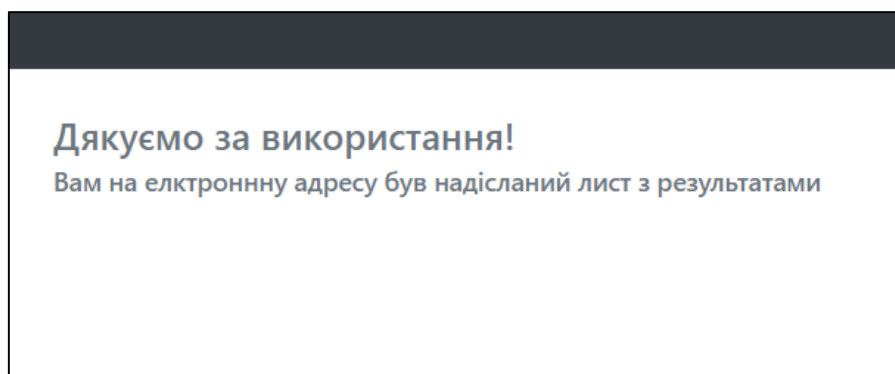 Дякуємо за використання!
Вам на елктроннну адресу був надісланий лист з результатами